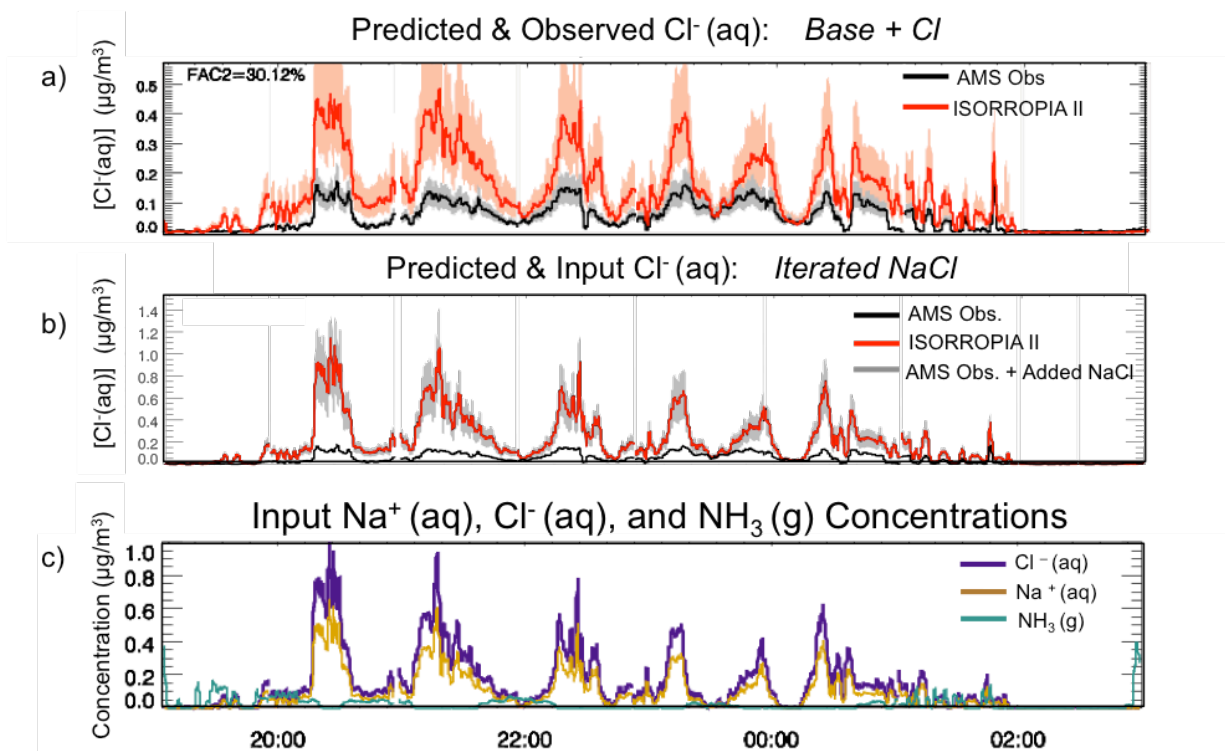 Predicted & Observed Cl⁻ (aq): Base + Cl
a)
[Cl⁻(aq)] (µg/m³)
FAC2=30.12%
AMS Obs
ISORROPIA II
0.5
0.4
0.3
0.2
0.1
0.0
Predicted & Input Cl⁻ (aq): Iterated NaCl
b)
[Cl⁻(aq)] (µg/m³)
AMS Obs.
ISORROPIA II
AMS Obs. + Added NaCl
1.4
1.2
1.0
0.8
0.6
0.4
0.2
0.0
Input Na⁺ (aq), Cl⁻ (aq), and NH₃ (g) Concentrations
c)
Concentration (µg/m³)
Cl ⁻ (aq)
Na ⁺ (aq)
NH₃ (g)
1.0
0.8
0.6
0.4
0.2
0.0
20:00 22:00 00:00 02:00